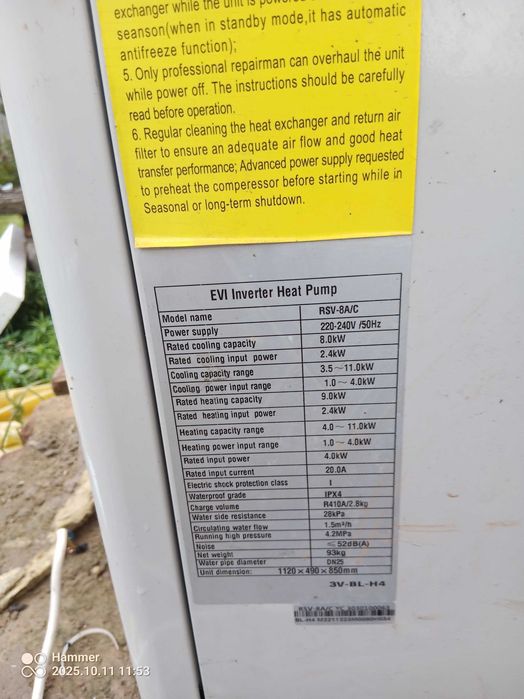 exchanger while the unit is powered
seanson(when in standby mode,it has automatic
antifreeze function);
5. Only professional repairman can overhaul the unit
while power off. The instructions should be carefully
read before operation.
6. Regular cleaning the heat exchanger and return air
filter to ensure an adequate air flow and good heat
transfer performance; Advanced power supply requested
to preheat the comperessor before starting while in
Seasonal or long-term shutdown.
EVI Inverter Heat Pump
Model name RSV-8A/C
Power supply 220-240V /50Hz
Rated cooling capacity 8.0kW
Rated cooling input power 2.4kW
Cooling capacity range 3.5～11.0kW
Cooling power input range 1.0～4.0kW
Rated heating capacity 9.0kW
Rated heating input power 2.4kW
Heating capacity range 4.0～11.0kW
Heating power input range 1.0～4.0kW
Rated input power 4.0kW
Rated input current 20.0A
Electric shock protection class I
Waterproof grade IPX4
Charge volume R410A/2.8kg
Water side resistance 28kPa
Circulating water flow 1.5m³/h
Running high pressure 4.2MPa
Noise ≤52dB(A)
Net weight 93kg
Water pipe diameter DN25
Unit dimension: 1120×490×850mm
3V-BL-H4
RSV-8A/C
Hammer
2025.10.11 11:53